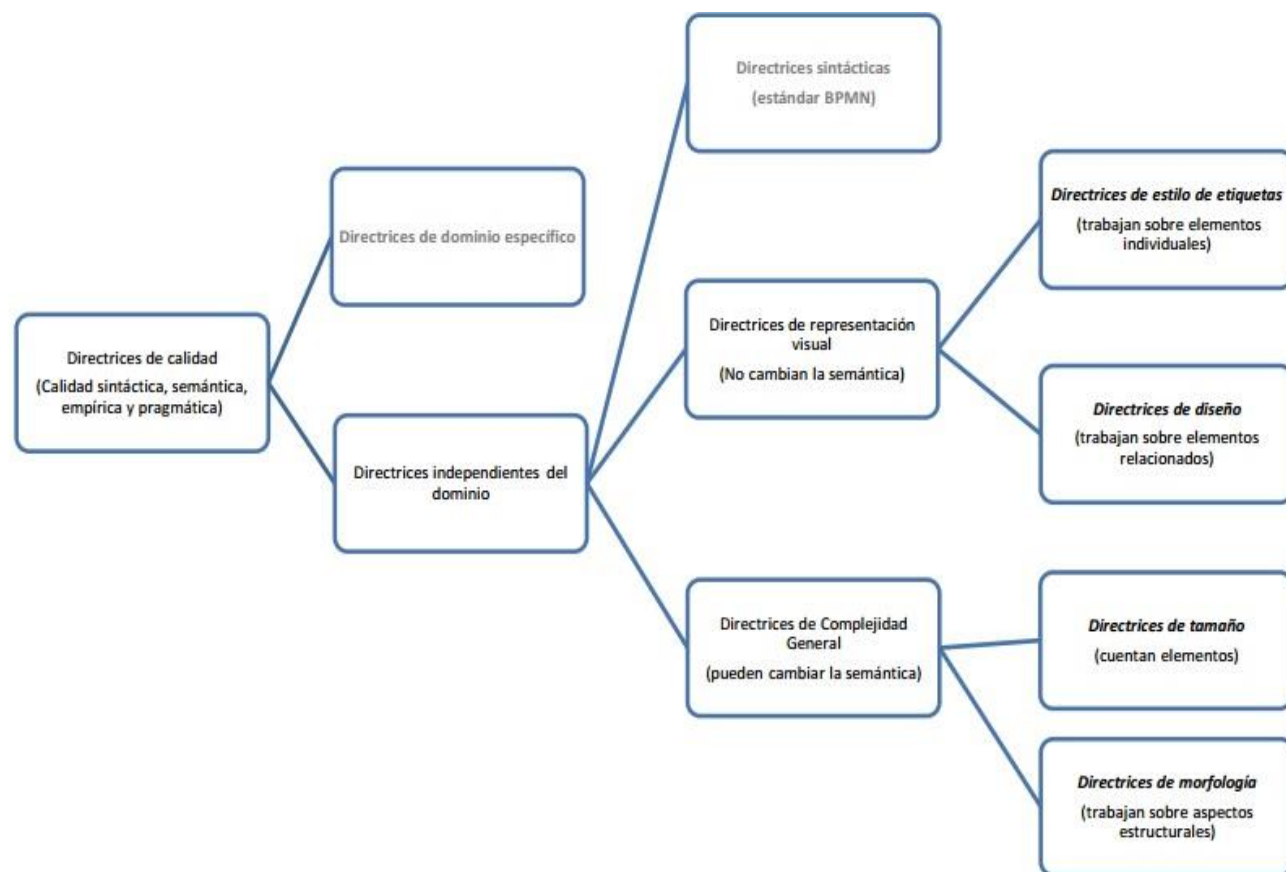 Directrices de calidad
(Calidad sintáctica, semántica,
empírica y pragmática)
Directrices de dominio específico
Directrices independientes del
dominio
Directrices sintácticas
(estándar BPMN)
Directrices de representación
visual
(No cambian la semántica)
Directrices de Complejidad
General
(pueden cambiar la semántica)
Directrices de estilo de etiquetas
(trabajan sobre elementos
individuales)
Directrices de diseño
(trabajan sobre elementos
relacionados)
Directrices de tamaño
(cuentan elementos)
Directrices de morfología
(trabajan sobre aspectos
estructurales)